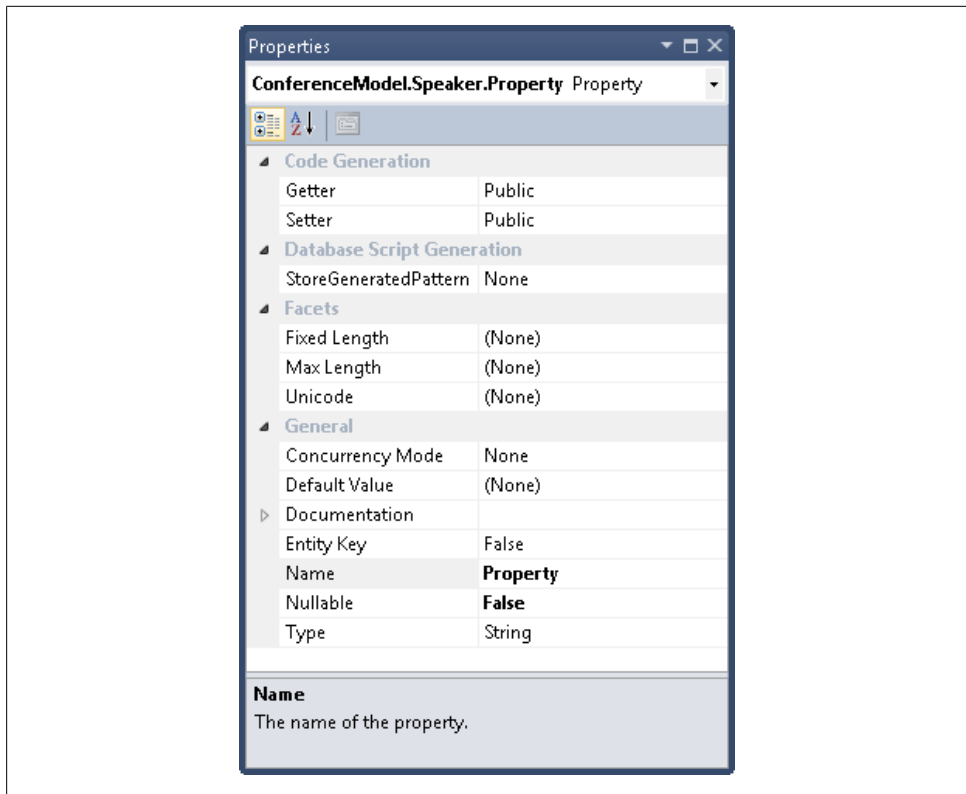 Properties
ConferenceModel.Speaker.Property Property
Code Generation
Getter Public
Setter Public
Database Script Generation
StoreGeneratedPattern None
Facets
Fixed Length (None)
Max Length (None)
Unicode (None)
General
Concurrency Mode None
Default Value (None)
Documentation
Entity Key False
Name Property
Nullable False
Type String
Name
The name of the property.